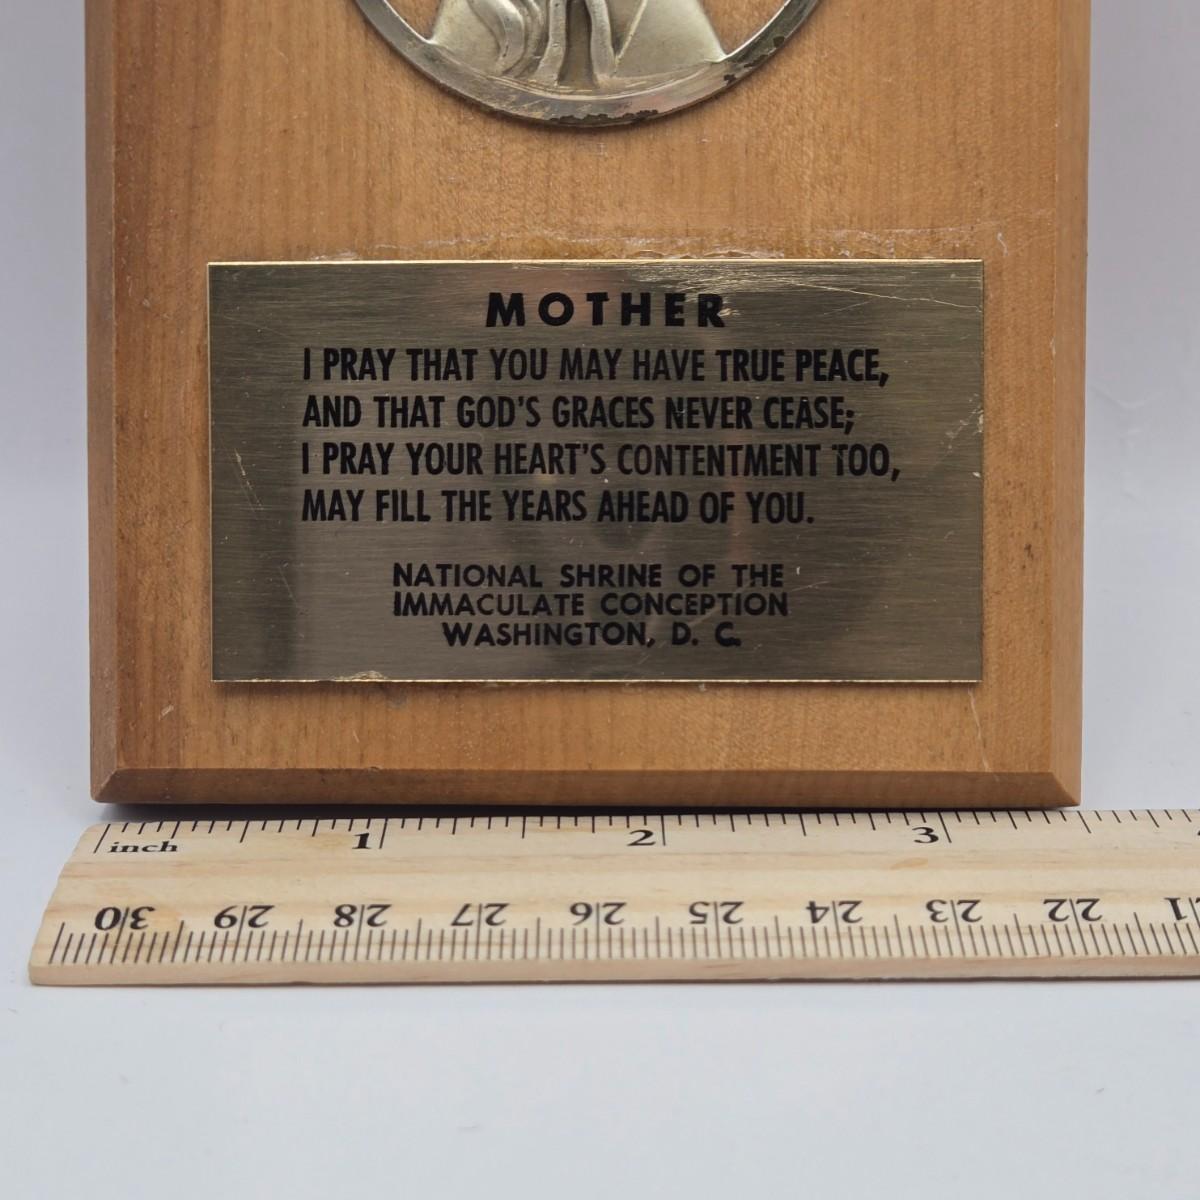 MOTHER
I PRAY THAT YOU MAY HAVE TRUE PEACE,
AND THAT GOD'S GRACES NEVER CEASE;
I PRAY YOUR HEART'S CONTENTMENT TOO,
MAY FILL THE YEARS AHEAD OF YOU.
NATIONAL SHRINE OF THE
IMMACULATE CONCEPTION
WASHINGTON, D. C.
inch 1 2 3
30 29 28 27 26 25 24 23 22